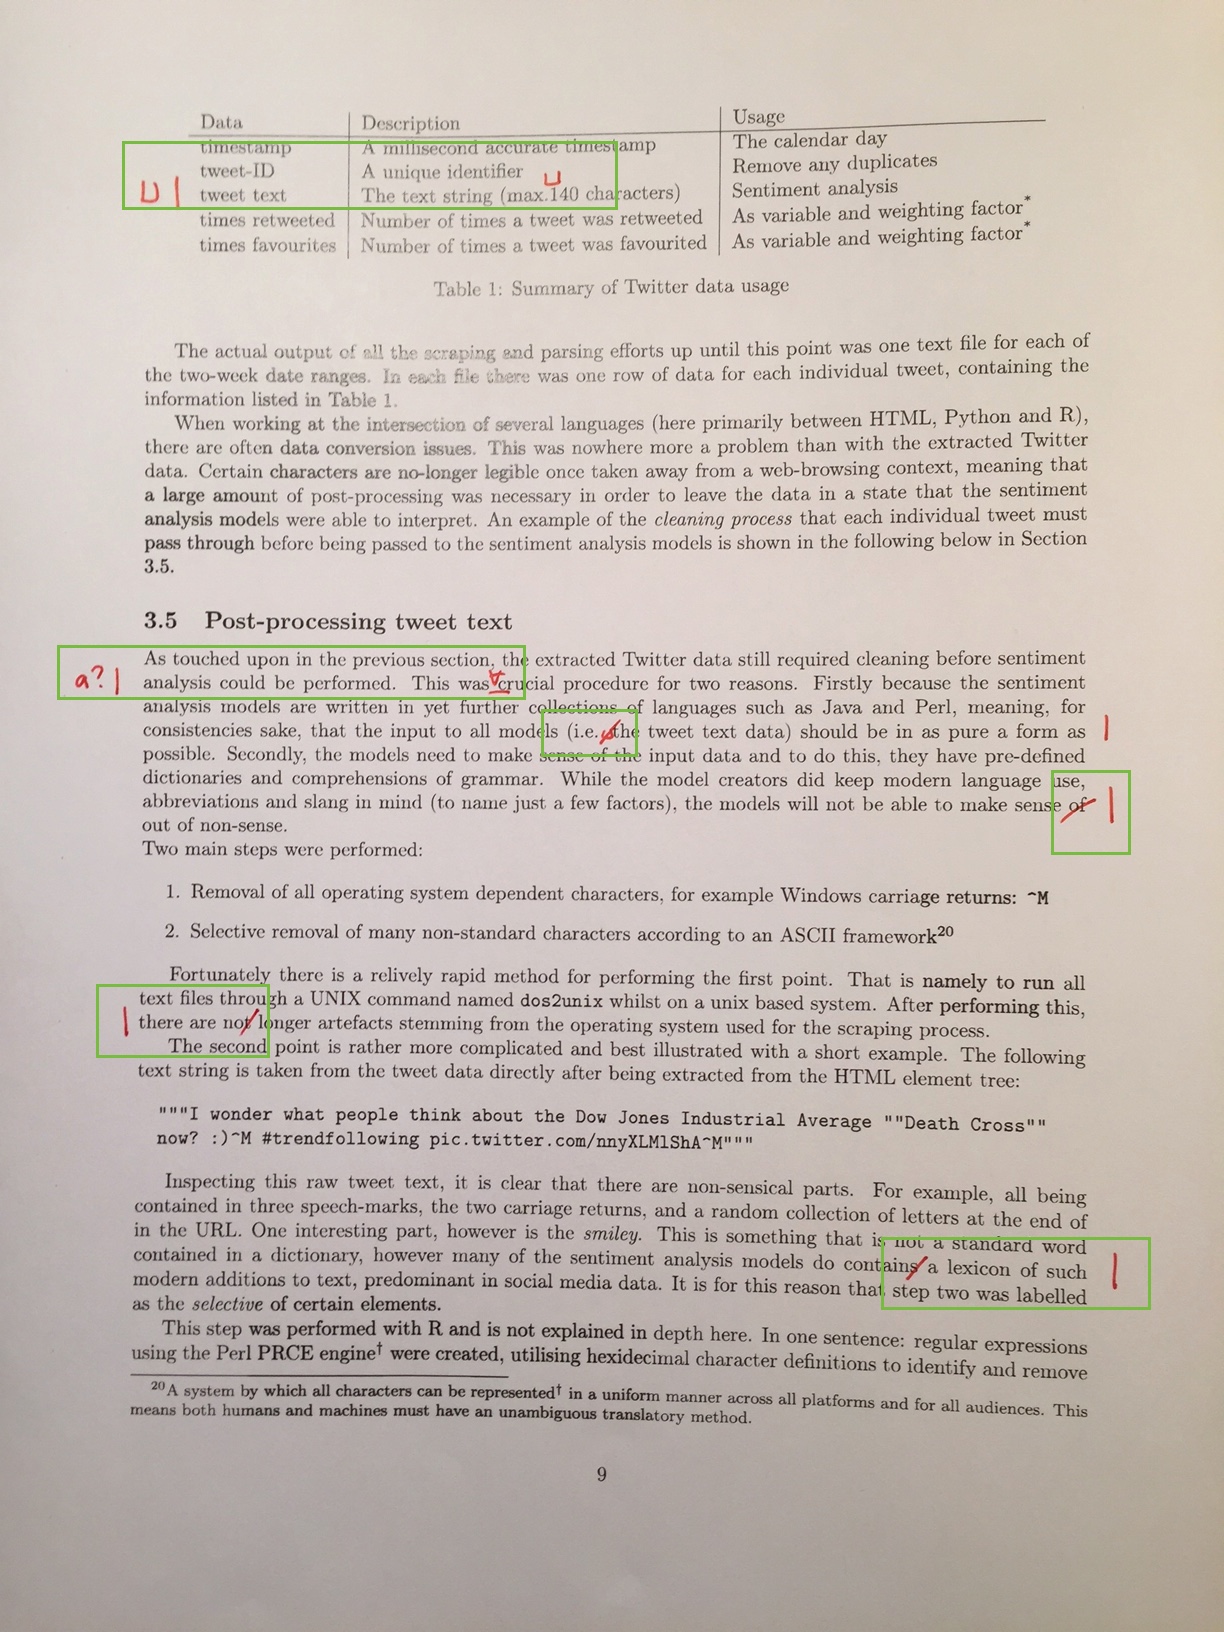 Data Description Usage
timestamp A millisecond accurate timestamp The calendar day
tweet-ID A unique identifier Remove any duplicates
⊔ | tweet text The text string (max.140 characters) Sentiment analysis
times retweeted Number of times a tweet was retweeted As variable and weighting factor*
times favourites Number of times a tweet was favourited As variable and weighting factor*
Table 1: Summary of Twitter data usage
The actual output of all the scraping and parsing efforts up until this point was one text file for each of
the two-week date ranges. In each file there was one row of data for each individual tweet, containing the
information listed in Table 1.
When working at the intersection of several languages (here primarily between HTML, Python and R),
there are often data conversion issues. This was nowhere more a problem than with the extracted Twitter
data. Certain characters are no-longer legible once taken away from a web-browsing context, meaning that
a large amount of post-processing was necessary in order to leave the data in a state that the sentiment
analysis models were able to interpret. An example of the cleaning process that each individual tweet must
pass through before being passed to the sentiment analysis models is shown in the following below in Section
3.5.
3.5 Post-processing tweet text
As touched upon in the previous section, the extracted Twitter data still required cleaning before sentiment
a? | analysis could be performed. This was crucial procedure for two reasons. Firstly because the sentiment
analysis models are written in yet further collections of languages such as Java and Perl, meaning, for
consistencies sake, that the input to all models (i.e. the tweet text data) should be in as pure a form as |
possible. Secondly, the models need to make sense of the input data and to do this, they have pre-defined
dictionaries and comprehensions of grammar. While the model creators did keep modern language use,
abbreviations and slang in mind (to name just a few factors), the models will not be able to make sense of |
out of non-sense.
Two main steps were performed:
1. Removal of all operating system dependent characters, for example Windows carriage returns: ^M
2. Selective removal of many non-standard characters according to an ASCII framework20
Fortunately there is a relively rapid method for performing the first point. That is namely to run all
text files through a UNIX command named dos2unix whilst on a unix based system. After performing this,
| there are not longer artefacts stemming from the operating system used for the scraping process.
The second point is rather more complicated and best illustrated with a short example. The following
text string is taken from the tweet data directly after being extracted from the HTML element tree:
"""I wonder what people think about the Dow Jones Industrial Average ""Death Cross""
now? :)^M #trendfollowing pic.twitter.com/nnyXLMlShA^M"""
Inspecting this raw tweet text, it is clear that there are non-sensical parts. For example, all being
contained in three speech-marks, the two carriage returns, and a random collection of letters at the end of
in the URL. One interesting part, however is the smiley. This is something that is not a standard word
contained in a dictionary, however many of the sentiment analysis models do contains a lexicon of such |
modern additions to text, predominant in social media data. It is for this reason that step two was labelled
as the selective of certain elements.
This step was performed with R and is not explained in depth here. In one sentence: regular expressions
using the Perl PRCE engine† were created, utilising hexidecimal character definitions to identify and remove
20A system by which all characters can be represented† in a uniform manner across all platforms and for all audiences. This
means both humans and machines must have an unambiguous translatory method.
9